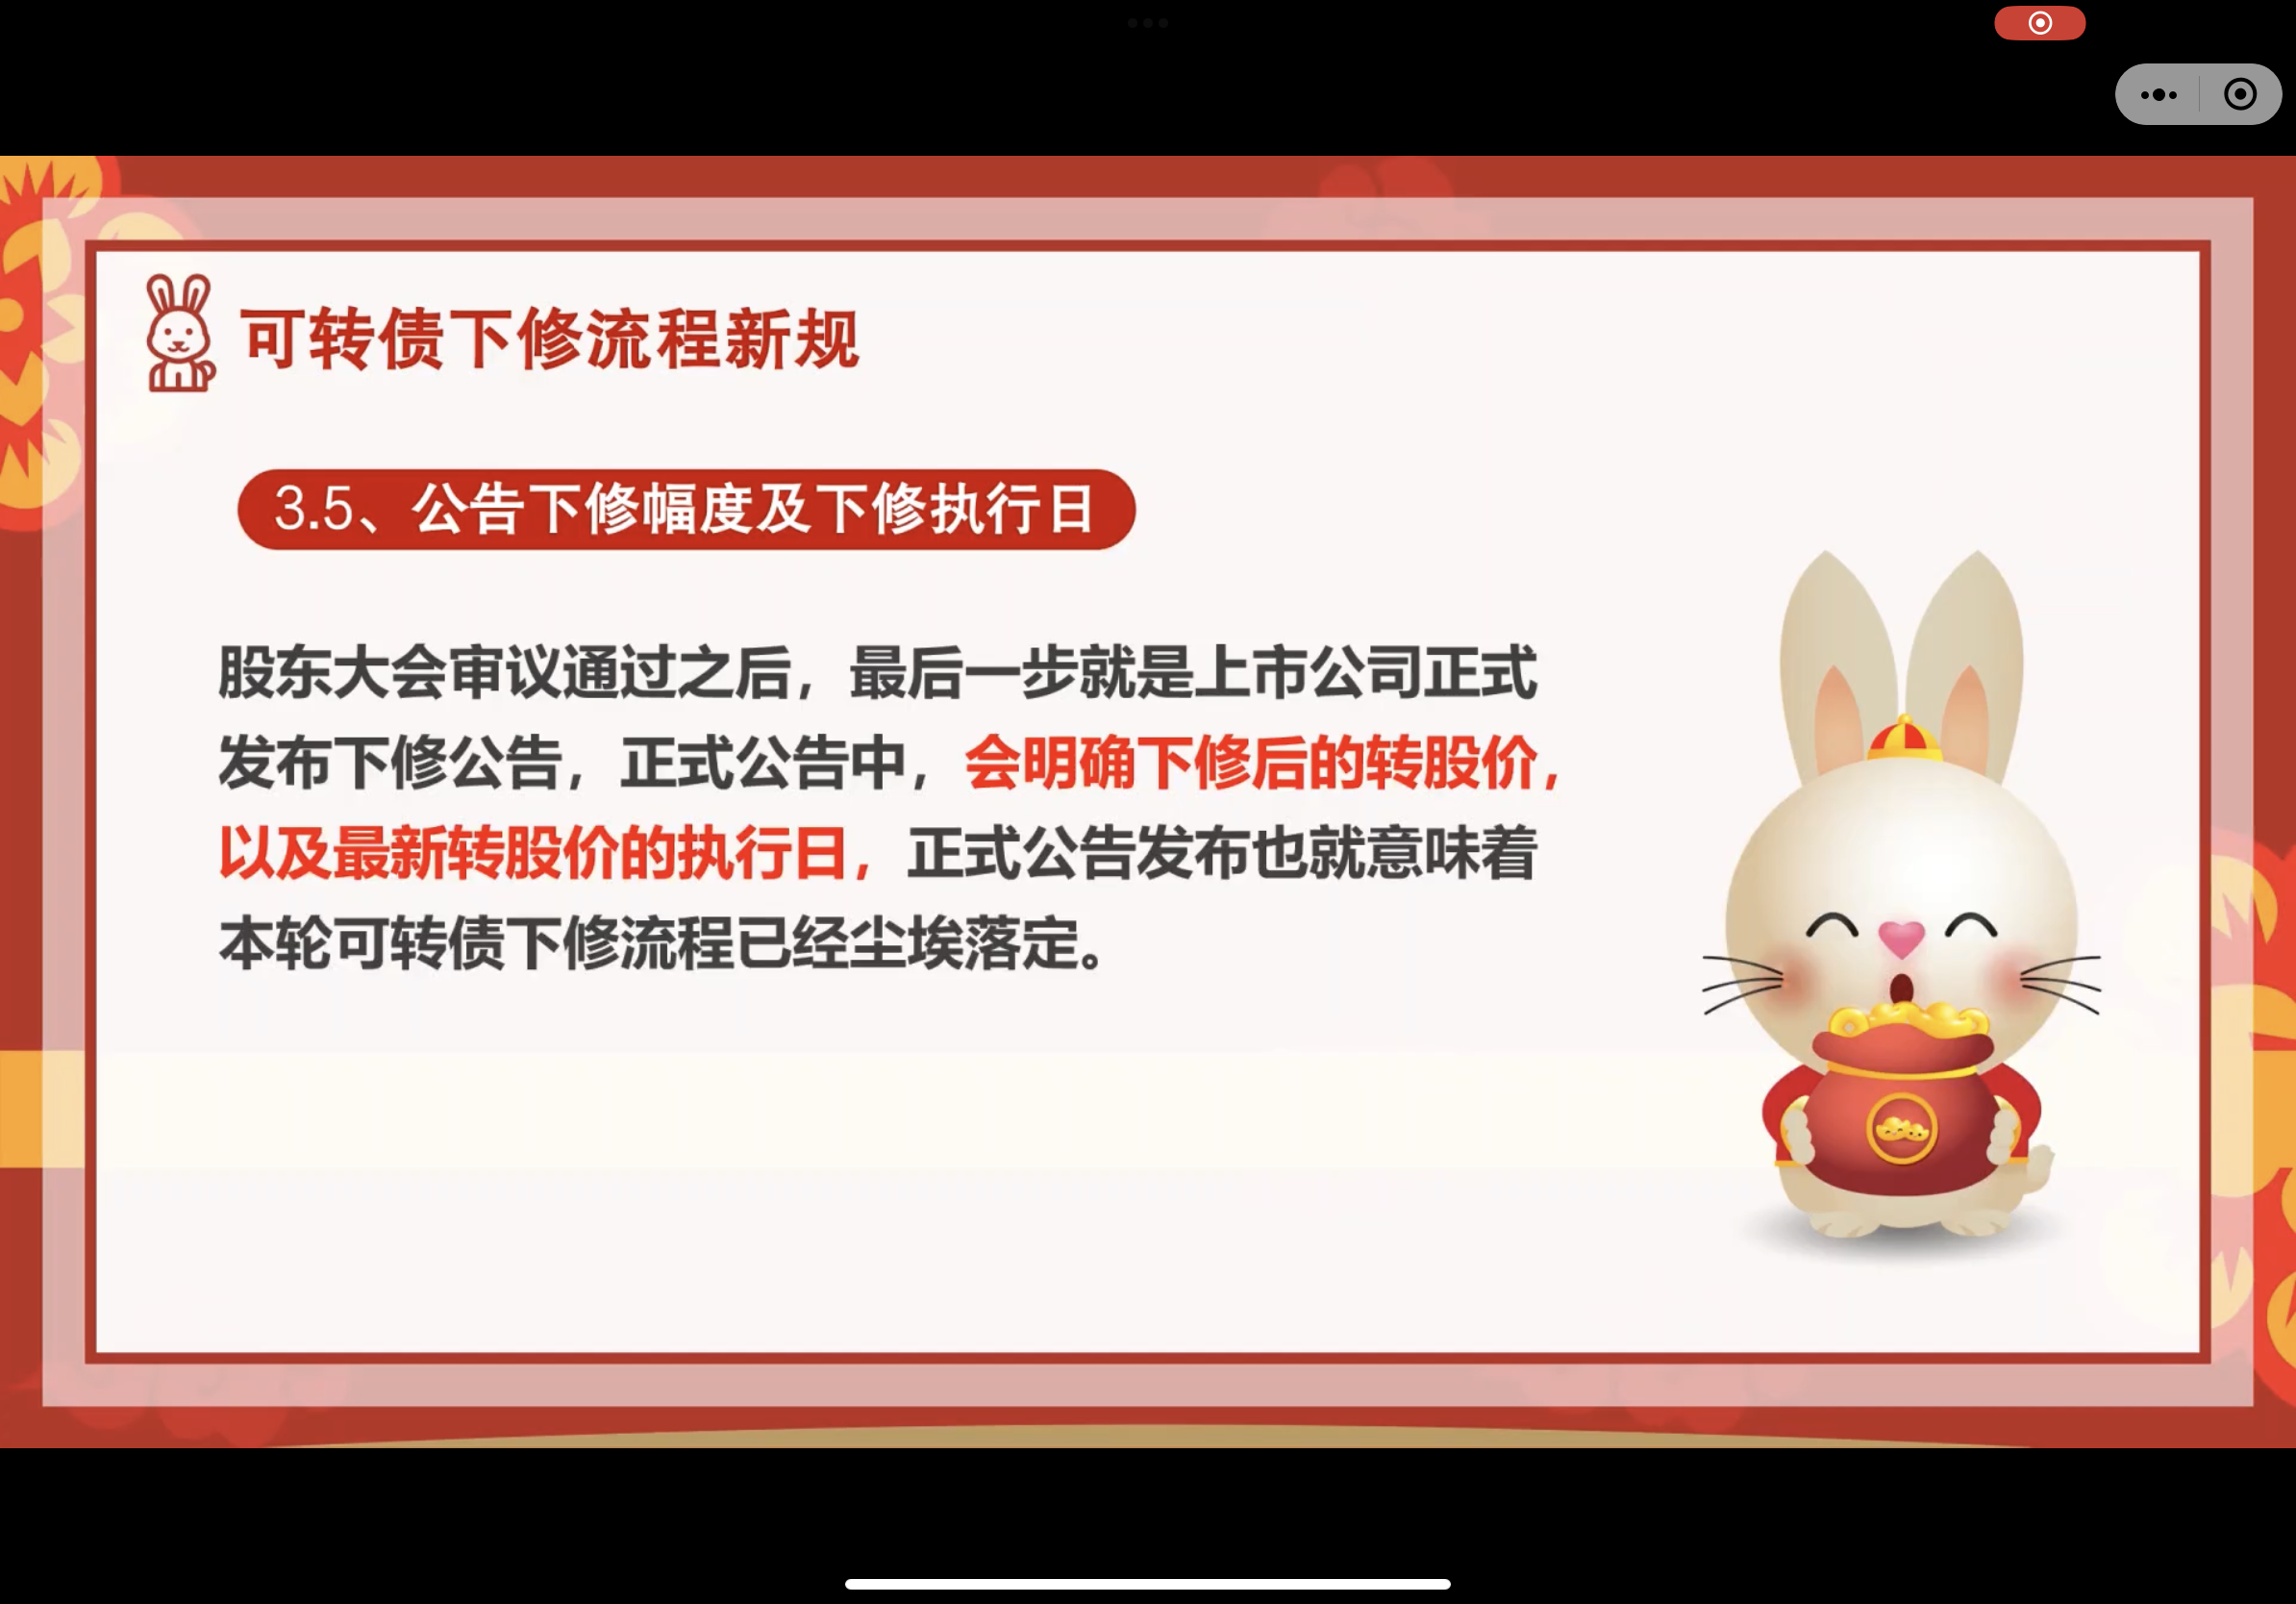 可转债下修流程新规
3.5、公告下修幅度及下修执行日
股东大会审议通过之后，最后一步就是上市公司正式
发布下修公告，正式公告中，会明确下修后的转股价，
以及最新转股价的执行日，正式公告发布也就意味着
本轮可转债下修流程已经尘埃落定。